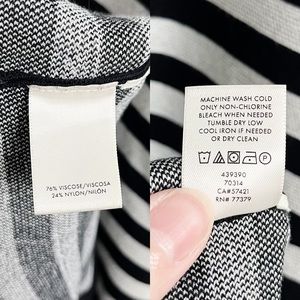 76% VISCOSE/VISCOSA
24% NYLON/NILÓN
MACHINE WASH COLD
ONLY NON-CHLORINE
BLEACH WHEN NEEDED
TUMBLE DRY LOW
COOL IRON IF NEEDED
OR DRY CLEAN
439390
70314
CA#57421
RN# 77379